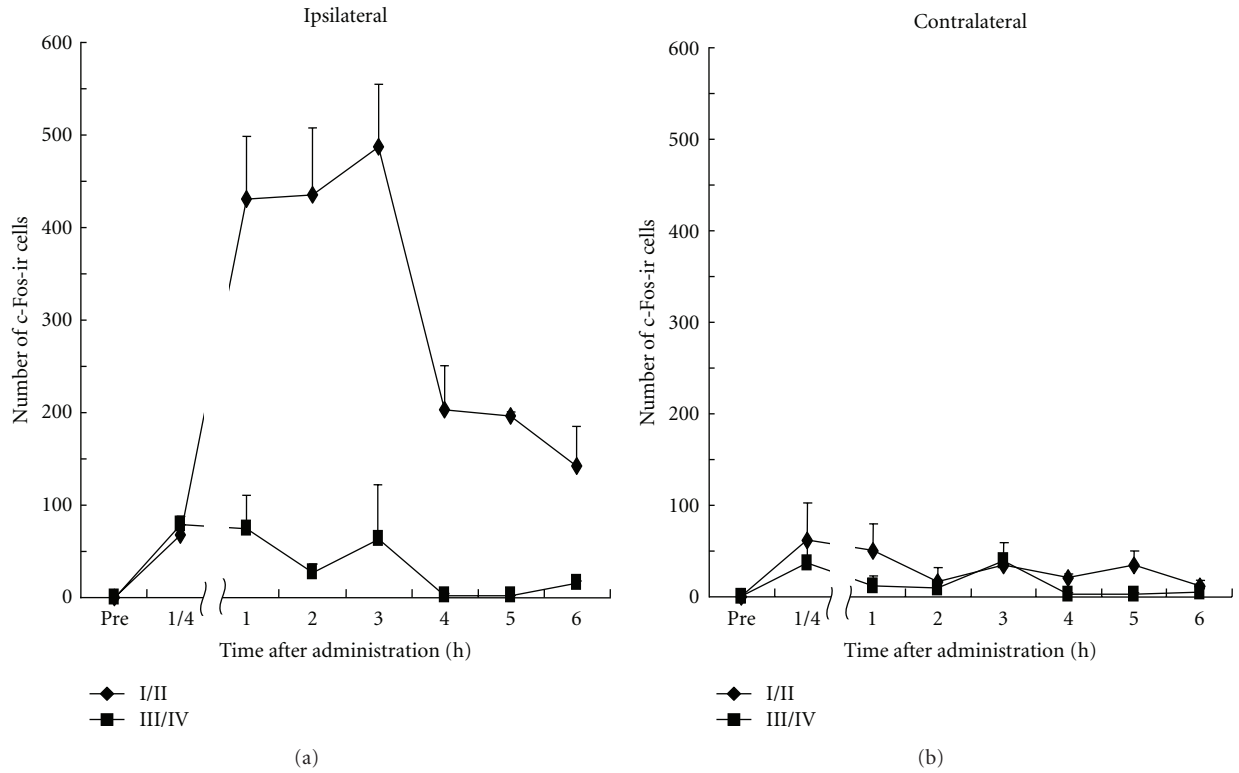 Ipsilateral
600
500
400
300
200
100
0
Number of c-Fos-ir cells
Pre 1/4 1 2 3 4 5 6
Time after administration (h)
I/II
III/IV
(a)
Contralateral
600
500
400
300
200
100
0
Number of c-Fos-ir cells
Pre 1/4 1 2 3 4 5 6
Time after administration (h)
I/II
III/IV
(b)